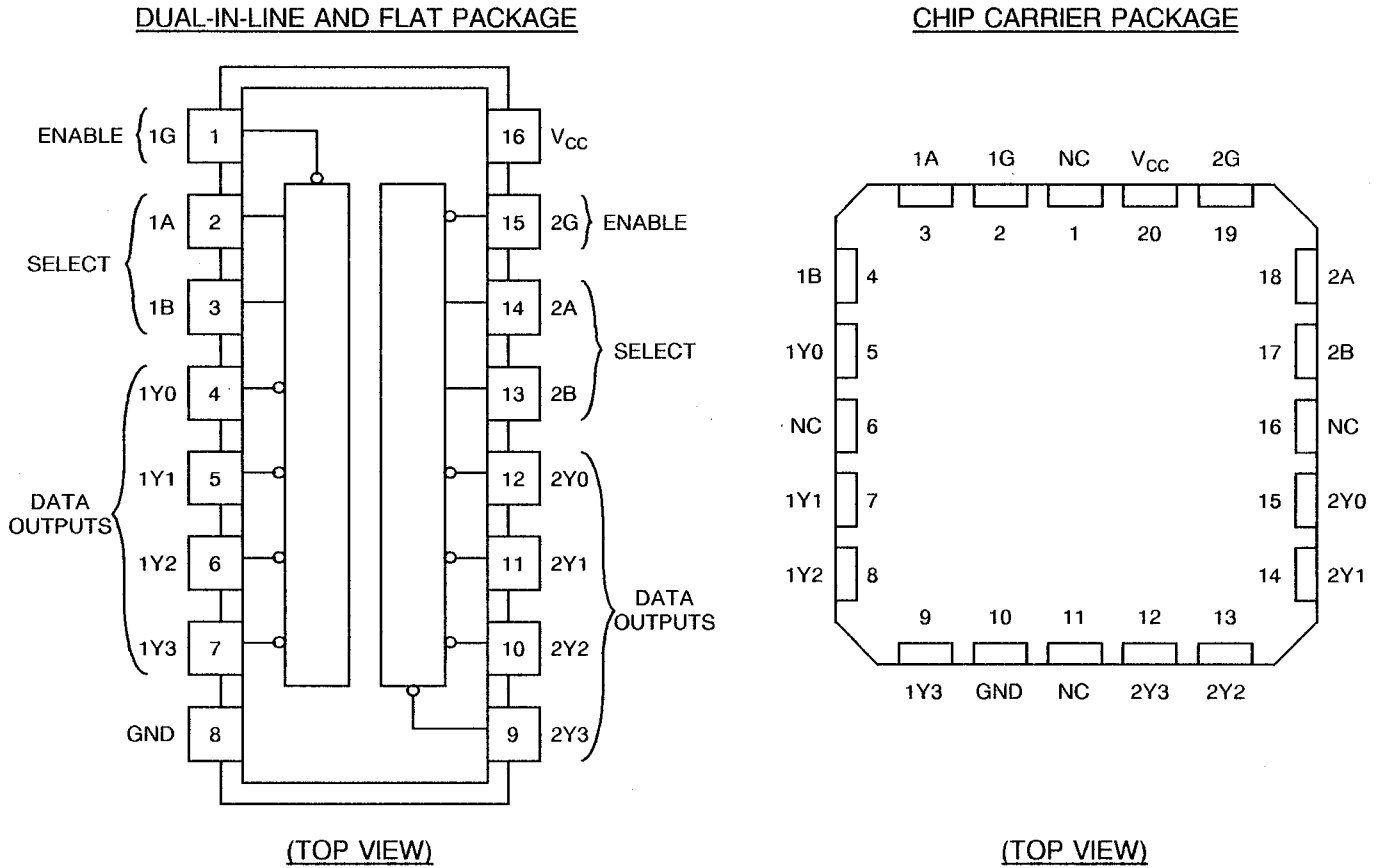 DUAL-IN-LINE AND FLAT PACKAGE
ENABLE 1G 1
16 VCC
1A 2
15 2G ENABLE
SELECT
1B 3
14 2A
SELECT
1Y0 4
13 2B
1Y1 5
12 2Y0
DATA
OUTPUTS
1Y2 6
11 2Y1
DATA
OUTPUTS
1Y3 7
10 2Y2
GND 8
9 2Y3
(TOP VIEW)
CHIP CARRIER PACKAGE
1A 1G NC VCC 2G
3 2 1 20 19
1B 4 18 2A
1Y0 5 17 2B
NC 6 16 NC
1Y1 7 15 2Y0
1Y2 8 14 2Y1
9 10 11 12 13
1Y3 GND NC 2Y3 2Y2
(TOP VIEW)